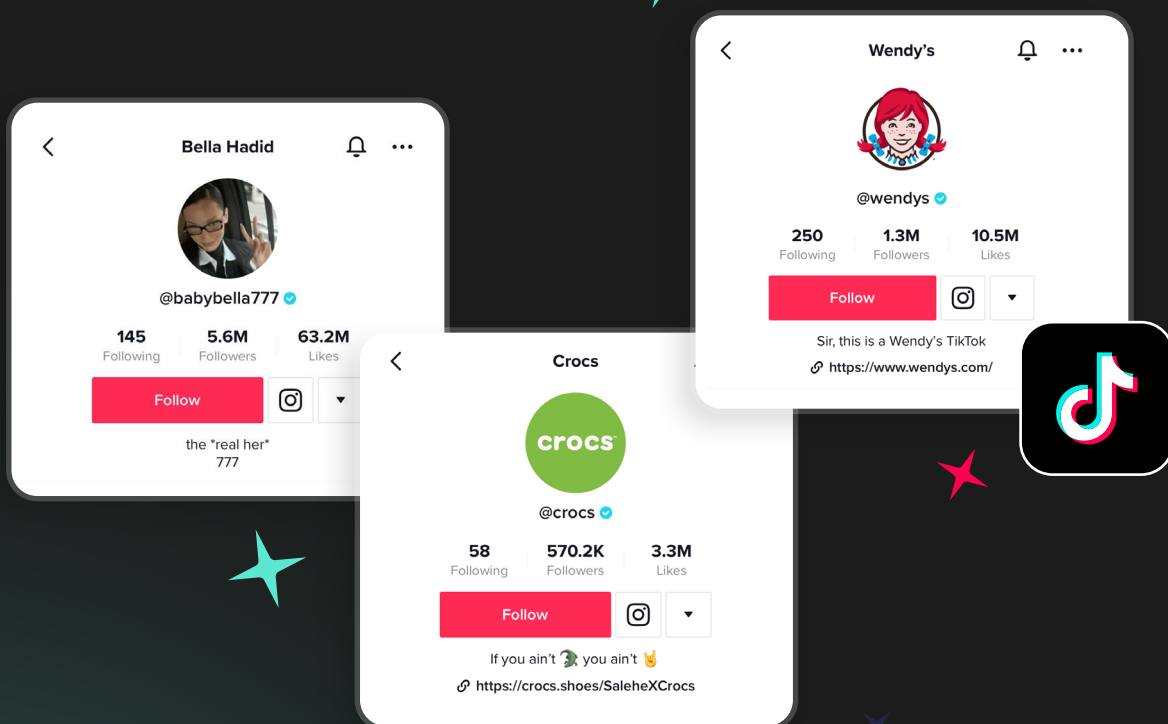 Bella Hadid
@babybella777
145 5.6M 63.2M
Following Followers Likes
Follow
the *real her*
777
Crocs
crocs™
@crocs
58 570.2K 3.3M
Following Followers Likes
Follow
If you ain't 🐊 you ain't 🤘
https://crocs.shoes/SaleheXCrocs
Wendy's
@wendys
250 1.3M 10.5M
Following Followers Likes
Follow
Sir, this is a Wendy's TikTok
https://www.wendys.com/